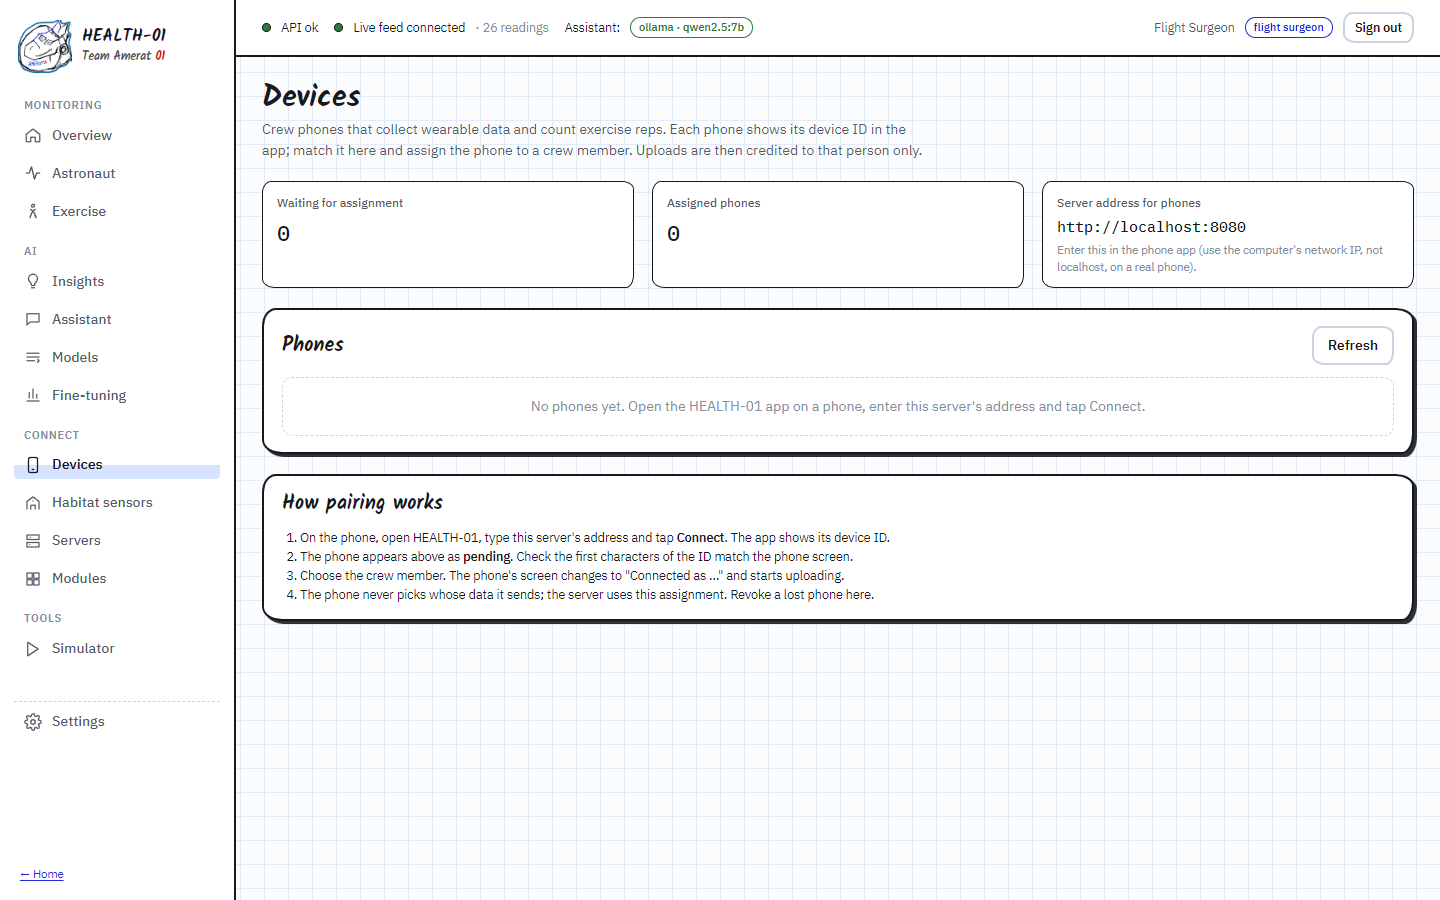 HEALTH-01
Team Amerat 01
MONITORING
Overview
Astronaut
Exercise
AI
Insights
Assistant
Models
Fine-tuning
CONNECT
Devices
Habitat sensors
Servers
Modules
TOOLS
Simulator
Settings
← Home
API ok
Live feed connected · 26 readings
Assistant: ollama · qwen2.5:7b
Flight Surgeon
flight surgeon
Sign out
Devices
Crew phones that collect wearable data and count exercise reps. Each phone shows its device ID in the
app; match it here and assign the phone to a crew member. Uploads are then credited to that person only.
Waiting for assignment
0
Assigned phones
0
Server address for phones
http://localhost:8080
Enter this in the phone app (use the computer's network IP, not
localhost, on a real phone).
Phones
Refresh
No phones yet. Open the HEALTH-01 app on a phone, enter this server's address and tap Connect.
How pairing works
1. On the phone, open HEALTH-01, type this server's address and tap Connect. The app shows its device ID.
2. The phone appears above as pending. Check the first characters of the ID match the phone screen.
3. Choose the crew member. The phone's screen changes to "Connected as ..." and starts uploading.
4. The phone never picks whose data it sends; the server uses this assignment. Revoke a lost phone here.